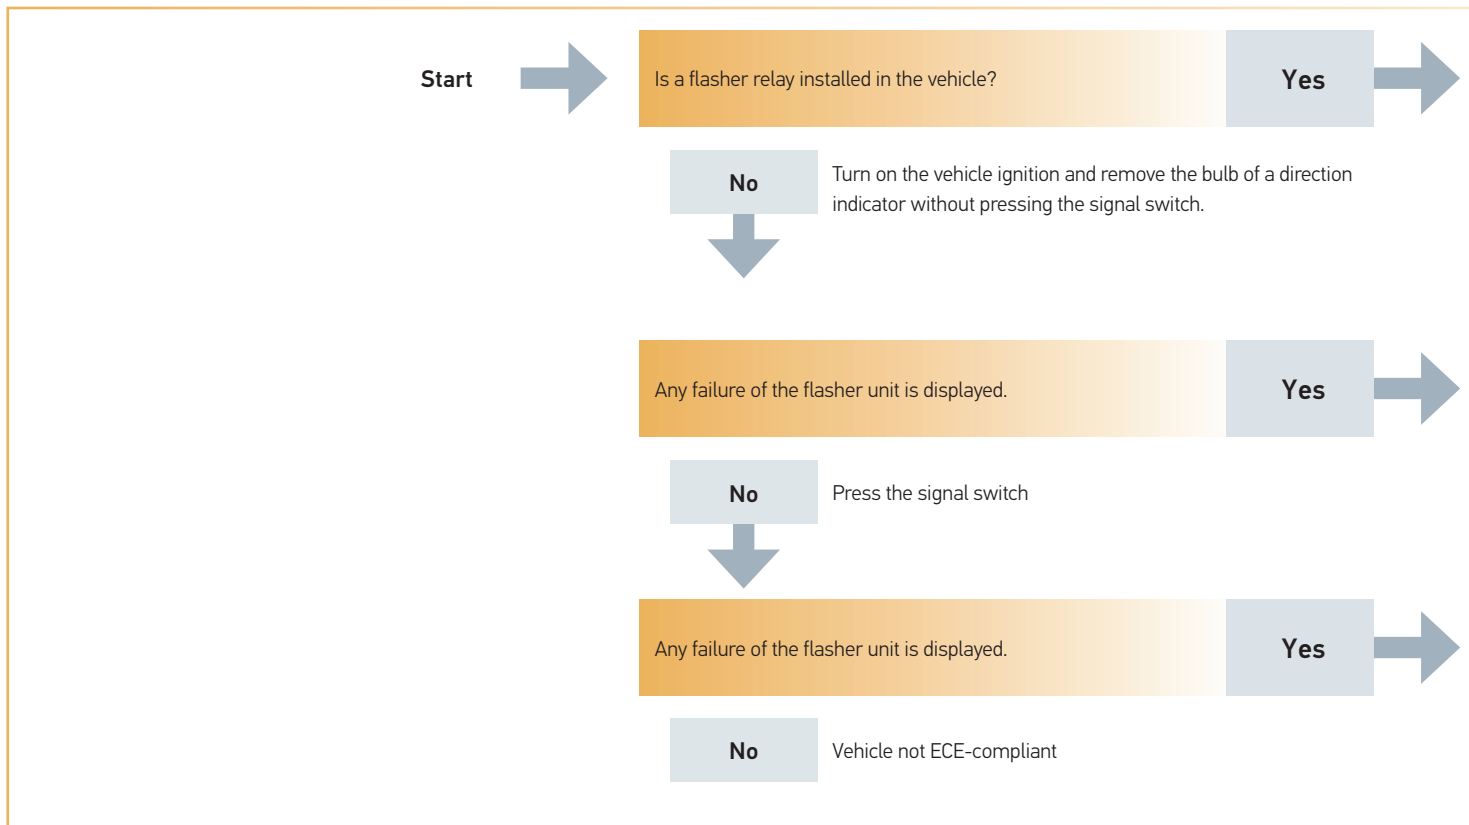 Start
Is a flasher relay installed in the vehicle?
Yes
No
Turn on the vehicle ignition and remove the bulb of a direction
indicator without pressing the signal switch.
Any failure of the flasher unit is displayed.
Yes
No
Press the signal switch
Any failure of the flasher unit is displayed.
Yes
No
Vehicle not ECE-compliant